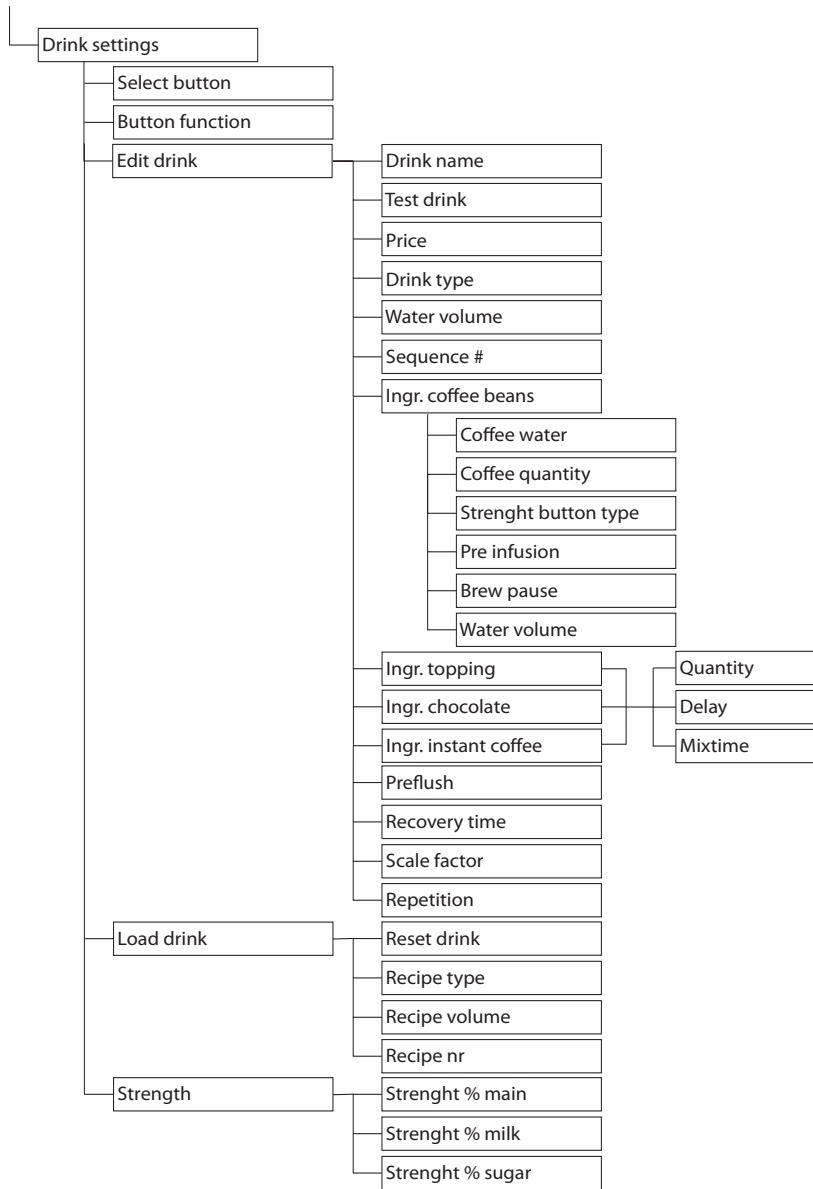 Drink settings
Select button
Button function
Edit drink
Drink name
Test drink
Price
Drink type
Water volume
Sequence #
Ingr. coffee beans
Coffee water
Coffee quantity
Strenght button type
Pre infusion
Brew pause
Water volume
Ingr. topping
Quantity
Ingr. chocolate
Delay
Ingr. instant coffee
Mixtime
Preflush
Recovery time
Scale factor
Repetition
Load drink
Reset drink
Recipe type
Recipe volume
Recipe nr
Strength
Strenght % main
Strenght % milk
Strenght % sugar